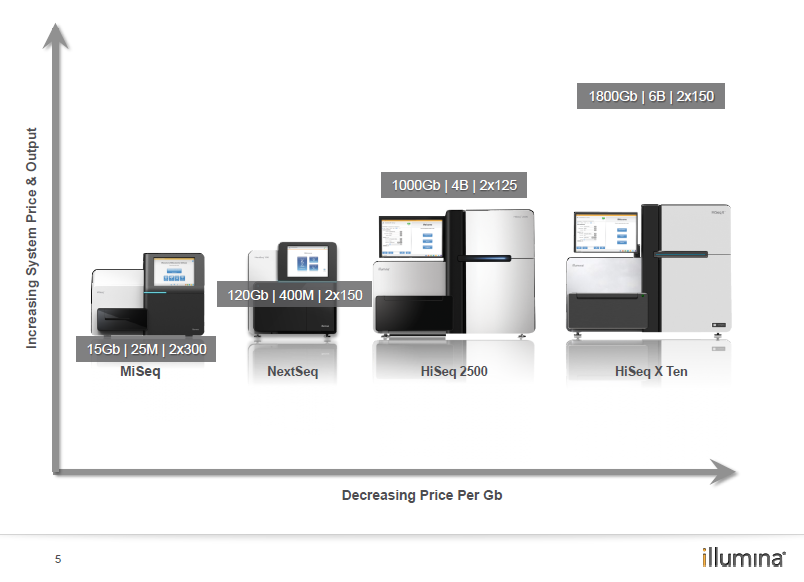 Increasing System Price & Output
1800Gb | 6B | 2x150
1000Gb | 4B | 2x125
120Gb | 400M | 2x150
15Gb | 25M | 2x300
MiSeq
NextSeq
HiSeq 2500
HiSeq X Ten
Decreasing Price Per Gb
5
illumina®